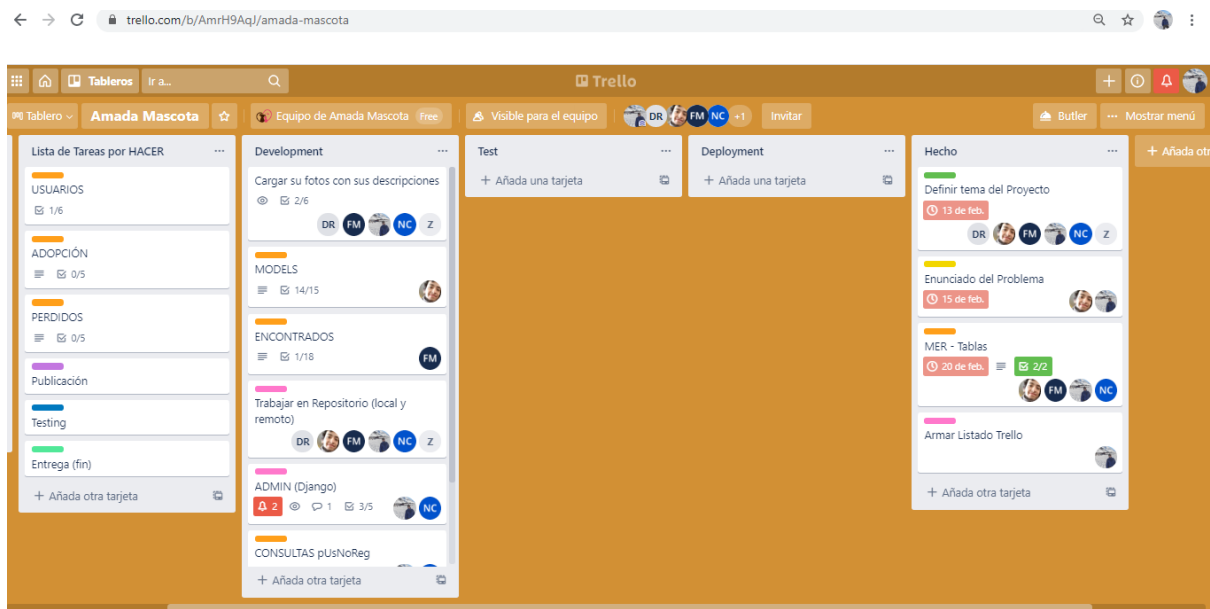 trello.com/b/AmrH9AqJ/amada-mascota
Tableros
Ir a...
Trello
Tablero
Amada Mascota
Equipo de Amada Mascota Free
Visible para el equipo
DR FM NC +1
Invitar
Butler
... Mostrar menú
Lista de Tareas por HACER ...
USUARIOS
1/6
ADOPCIÓN
0/5
PERDIDOS
0/5
Publicación
Testing
Entrega (fin)
+ Añada otra tarjeta
Development ...
Cargar su fotos con sus descripciones
2/6
DR FM NC Z
MODELS
14/15
ENCONTRADOS
1/18
FM
Trabajar en Repositorio (local y
remoto)
DR FM NC Z
ADMIN (Django)
2 1 3/5 NC
CONSULTAS pUsNoReg
+ Añada otra tarjeta
Test ...
+ Añada una tarjeta
Deployment ...
+ Añada una tarjeta
Hecho ...
Definir tema del Proyecto
13 de feb.
DR FM NC Z
Enunciado del Problema
15 de feb.
MER - Tablas
20 de feb. 2/2
FM NC
Armar Listado Trello
+ Añada otra tarjeta
+ Añada otr